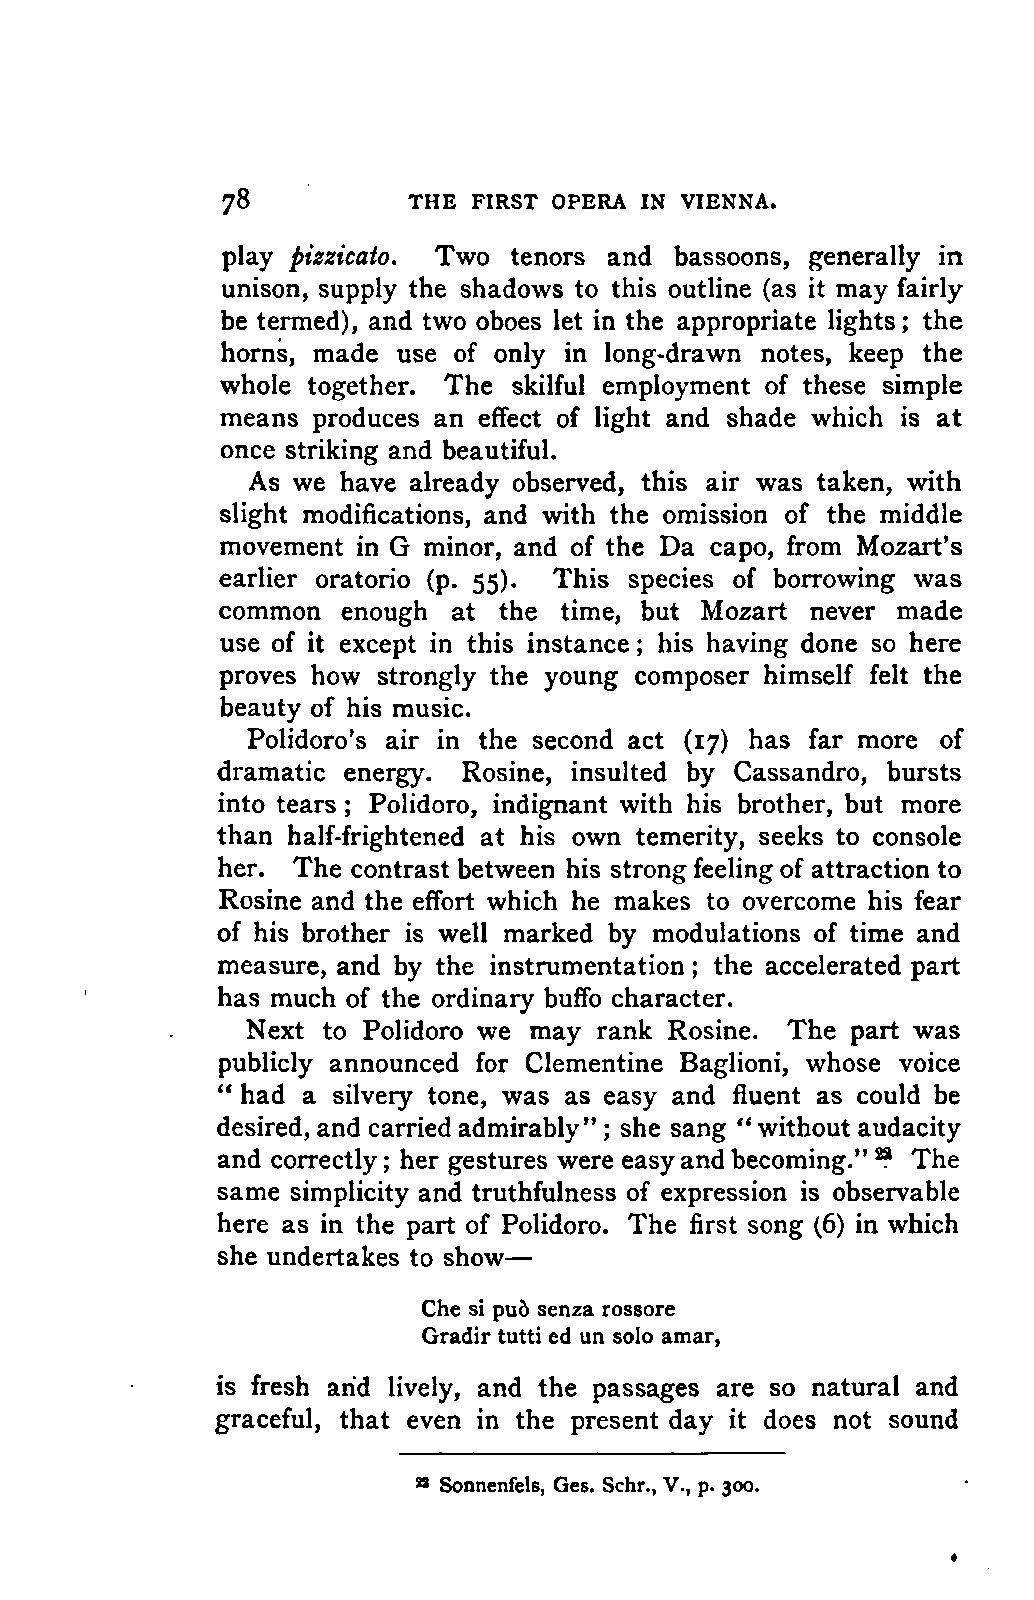 78 THE FIRST OPERA IN VIENNA.
play pizzicato. Two tenors and bassoons, generally in
unison, supply the shadows to this outline (as it may fairly
be termed), and two oboes let in the appropriate lights; the
horns, made use of only in long-drawn notes, keep the
whole together. The skilful employment of these simple
means produces an effect of light and shade which is at
once striking and beautiful.
As we have already observed, this air was taken, with
slight modifications, and with the omission of the middle
movement in G minor, and of the Da capo, from Mozart's
earlier oratorio (p. 55). This species of borrowing was
common enough at the time, but Mozart never made
use of it except in this instance; his having done so here
proves how strongly the young composer himself felt the
beauty of his music.
Polidoro's air in the second act (17) has far more of
dramatic energy. Rosine, insulted by Cassandro, bursts
into tears; Polidoro, indignant with his brother, but more
than half-frightened at his own temerity, seeks to console
her. The contrast between his strong feeling of attraction to
Rosine and the effort which he makes to overcome his fear
of his brother is well marked by modulations of time and
measure, and by the instrumentation; the accelerated part
has much of the ordinary buffo character.
Next to Polidoro we may rank Rosine. The part was
publicly announced for Clementine Baglioni, whose voice
"had a silvery tone, was as easy and fluent as could be
desired, and carried admirably"; she sang "without audacity
and correctly; her gestures were easy and becoming." The
same simplicity and truthfulness of expression is observable
here as in the part of Polidoro. The first song (6) in which
she undertakes to show—
Che si può senza rossore
Gradir tutti ed un solo amar,
is fresh and lively, and the passages are so natural and
graceful, that even in the present day it does not sound
Sonnenfels, Ges. Schr., V., p. 300.